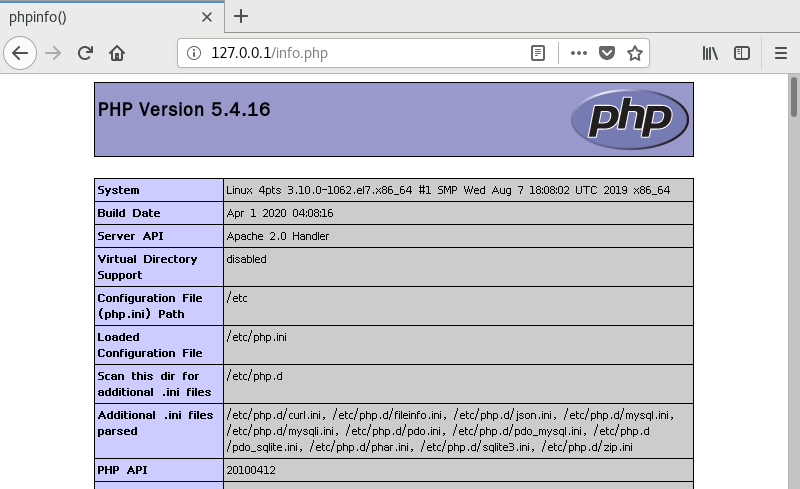 phpinfo()
127.0.0.1/info.php
PHP Version 5.4.16
php
System
Linux 4pts 3.10.0-1062.el7.x86_64 #1 SMP Wed Aug 7 18:08:02 UTC 2019 x86_64
Build Date
Apr 1 2020 04:08:16
Server API
Apache 2.0 Handler
Virtual Directory
Support
disabled
Configuration File
(php.ini) Path
/etc
Loaded
Configuration File
/etc/php.ini
Scan this dir for
additional .ini files
/etc/php.d
Additional .ini files
parsed
/etc/php.d/curl.ini, /etc/php.d/fileinfo.ini, /etc/php.d/json.ini, /etc/php.d/mysql.ini,
/etc/php.d/mysqli.ini, /etc/php.d/pdo.ini, /etc/php.d/pdo_mysql.ini, /etc/php.d
/pdo_sqlite.ini, /etc/php.d/phar.ini, /etc/php.d/sqlite3.ini, /etc/php.d/zip.ini
PHP API
20100412